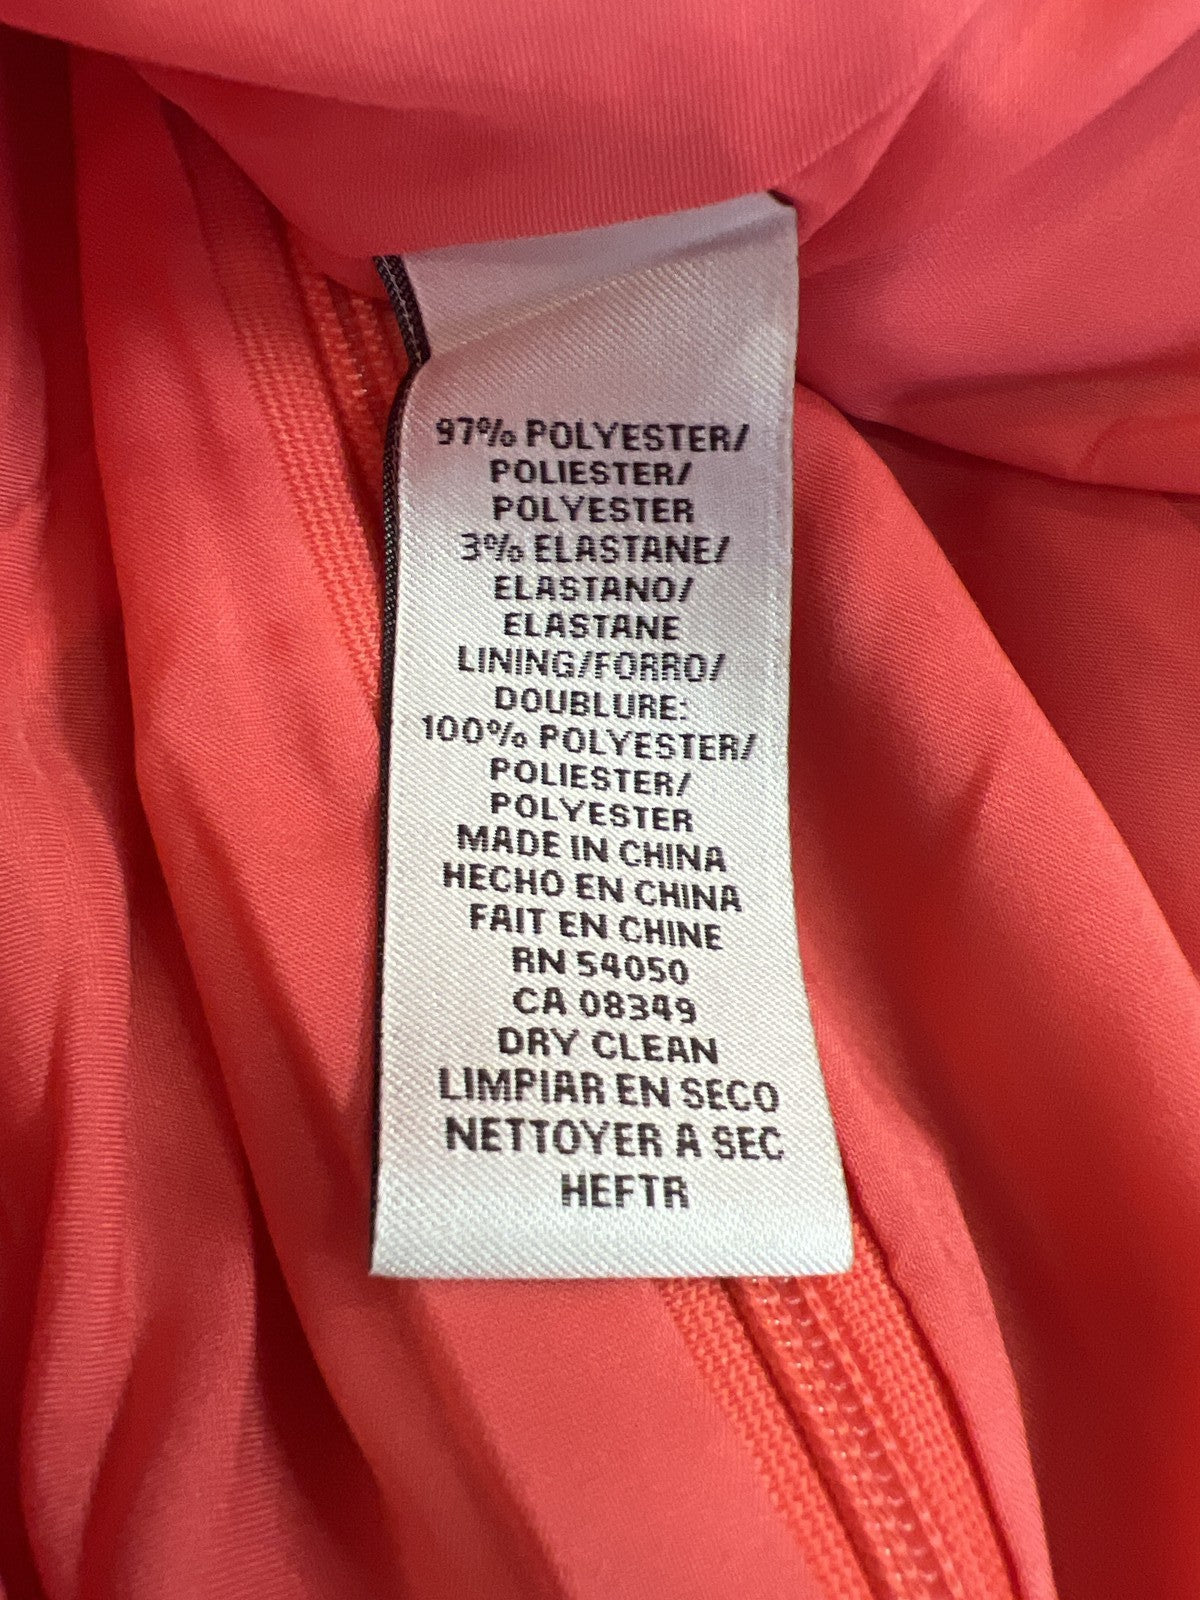 97% POLYESTER/
POLIESTER/
POLYESTER
3% ELASTANE/
ELASTANO/
ELASTANE
LINING/FORRO/
DOUBLURE:
100% POLYESTER/
POLIESTER/
POLYESTER
MADE IN CHINA
HECHO EN CHINA
FAIT EN CHINE
RN 54050
CA 08349
DRY CLEAN
LIMPIAR EN SECO
NETTOYER A SEC
HEFTR